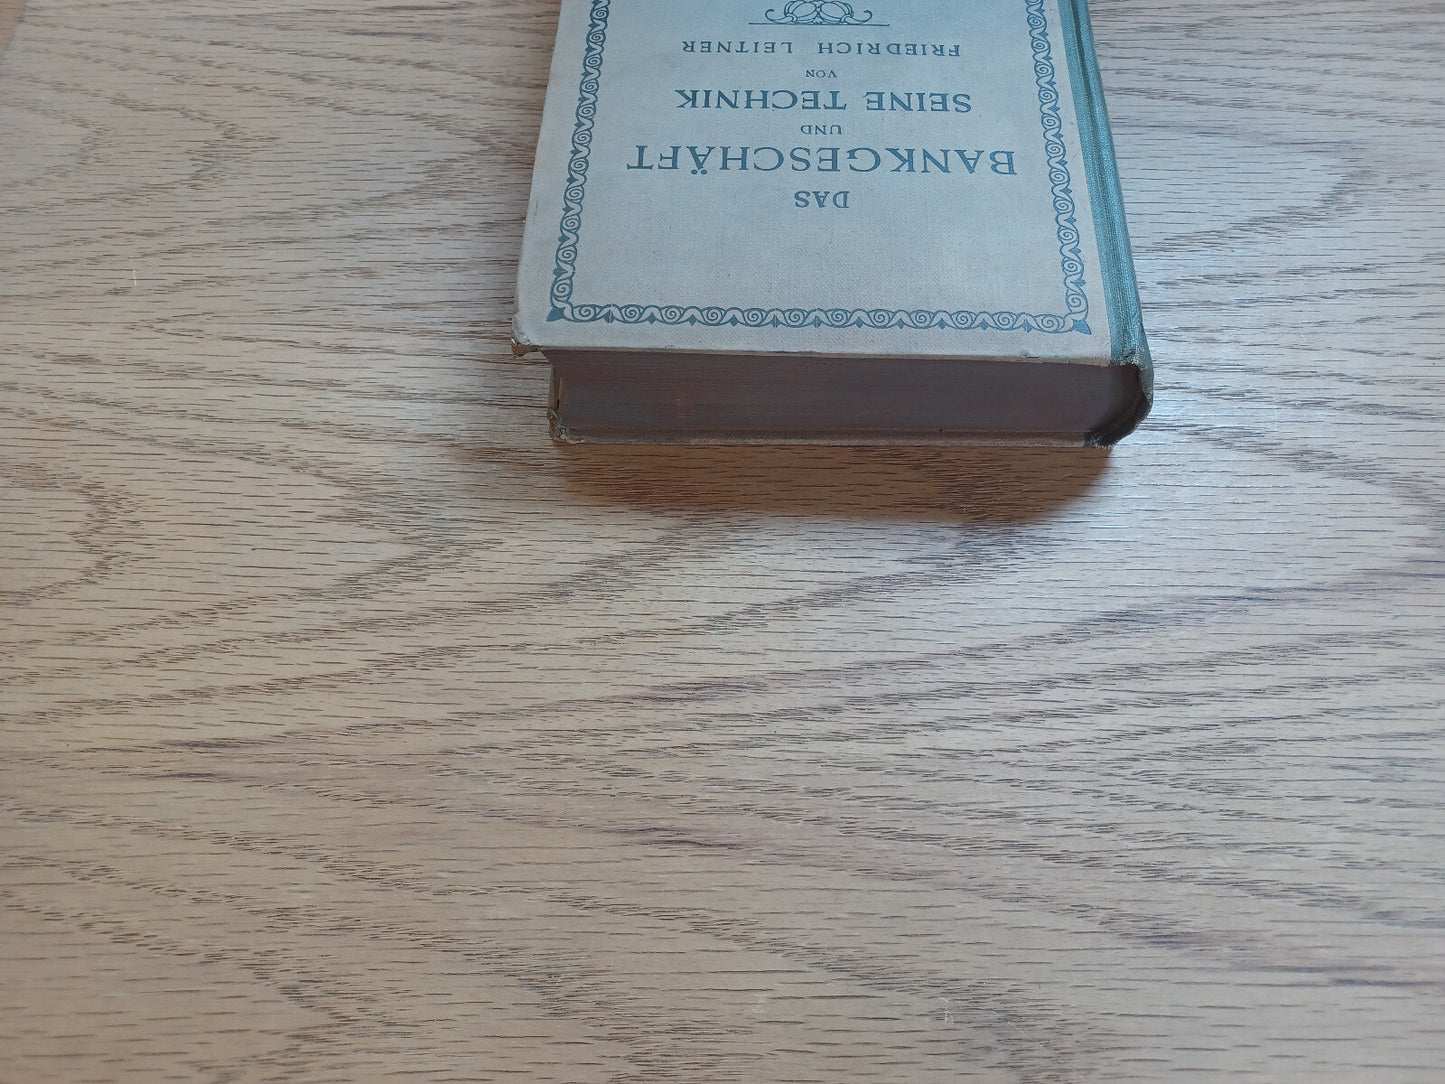 DAS
BANKGESCHÄFT
UND
SEINE TECHNIK
VON
FRIEDRICH LEITNER